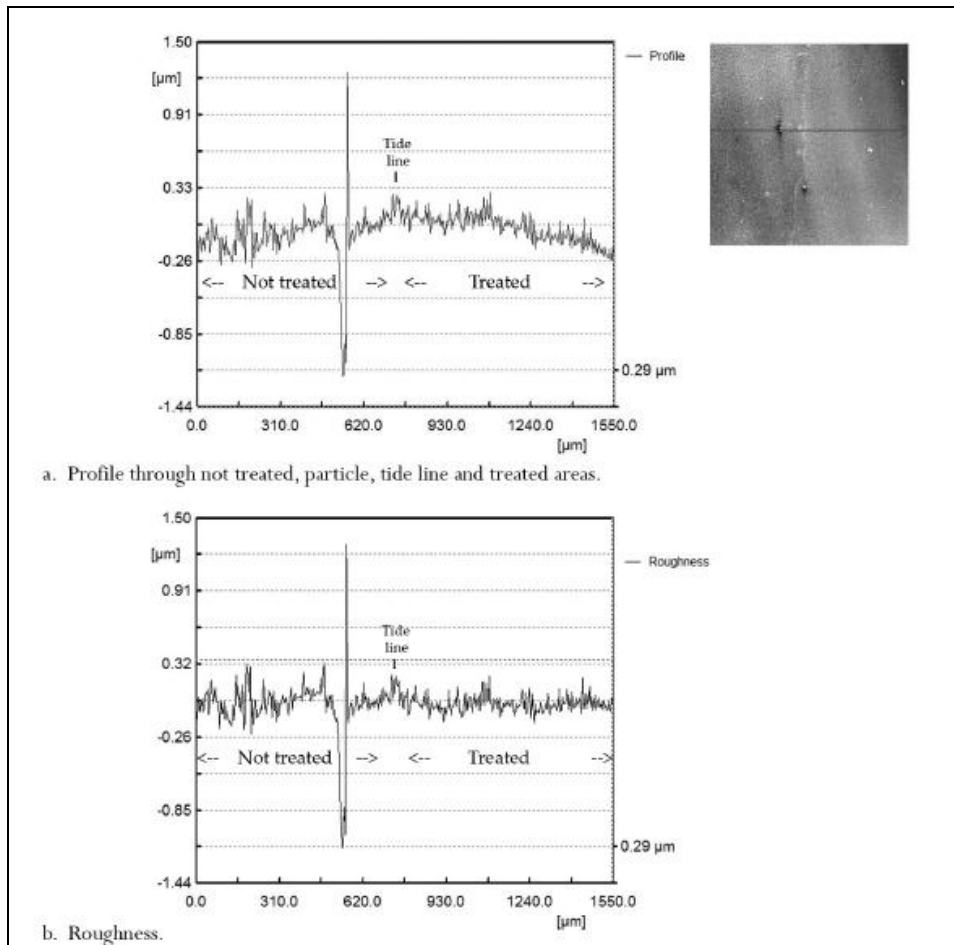 1.50
[µm]
Profile
0.91
Tide
line
0.33
-0.26
<-- Not treated --> <-- Treated -->
-0.85
0.29 µm
-1.44
0.0 310.0 620.0 930.0 1240.0 1550.0
[µm]
a. Profile through not treated, particle, tide line and treated areas.
1.50
[µm]
Roughness
0.91
Tide
line
0.32
-0.26
<-- Not treated --> <-- Treated -->
-0.85
0.29 µm
-1.44
0.0 310.0 620.0 930.0 1240.0 1550.0
[µm]
b. Roughness.